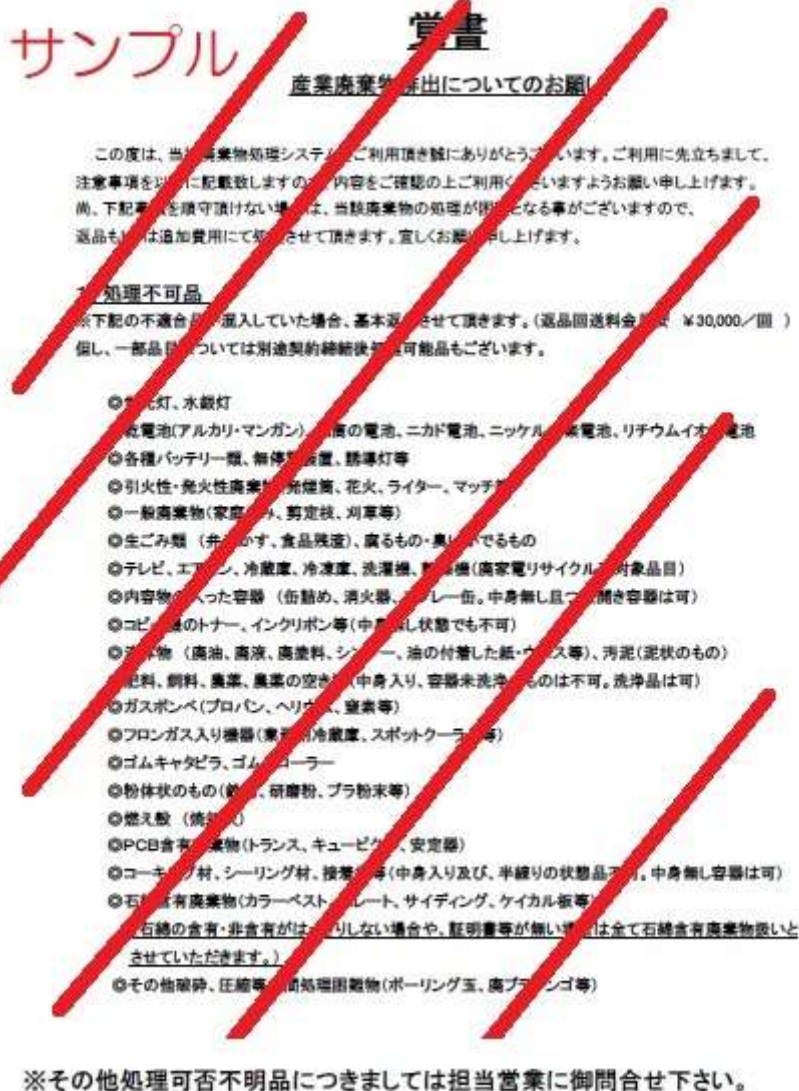 サンプル
覚書
産業廃棄物排出についてのお願い
この度は、当 廃棄物処理システム ご利用頂き誠にありがとうございます。ご利用に先立ちまして、
注意事項を以下に記載致しますので 内容をご確認の上ご利用くださいますようお願い申し上げます。
尚、下記事項を順守頂けない場合は、当該廃棄物の処理が困難となる事がございますので、
返品もしくは追加費用にて処理させて頂きます。宜しくお願い申し上げます。
処理不可品
※下記の不適合品が混入していた場合、基本返品させて頂きます。(返品回送料金 ￥30,000／回 )
但し、一部品目については別途契約締結後処理可能品もございます。
◎蛍光灯、水銀灯
乾電池(アルカリ・マンガン)、 の電池、ニカド電池、ニッケル水素電池、リチウムイオン電池
◎各種バッテリー類、無停電装置、誘導灯等
◎引火性・発火性廃棄物 発煙筒、花火、ライター、マッチ等
◎一般廃棄物(家庭ごみ、剪定枝、刈草等)
◎生ごみ類 (弁当かす、食品残渣)、腐るもの・臭いがでるもの
◎テレビ、エアコン、冷蔵庫、冷凍庫、洗濯機、乾燥機(廃家電リサイクル 対象品目)
◎内容物の入った容器 (缶詰め、消火器、スプレー缶。中身無し且つ 開き容器は可)
◎コピー機のトナー、インクリボン等(中身無し状態でも不可)
◎ 物 (廃油、廃液、廃塗料、シンナー、油の付着した紙・ウエス等)、汚泥(泥状のもの)
肥料、飼料、農薬、農薬の空き (中身入り、容器未洗浄のものは不可。洗浄品は可)
◎ガスボンベ(プロパン、ヘリウム、窒素等)
◎フロンガス入り機器(業務用冷蔵庫、スポットクーラー等)
◎ゴムキャタピラ、ゴムローラー
◎粉体状のもの( 、研磨粉、プラ粉末等)
◎燃え殻 (焼却灰)
◎PCB含有廃棄物(トランス、キュービクル、安定器)
◎コーキング材、シーリング材、接着剤等(中身入り及び、半練りの状態品不可。中身無し容器は可)
◎石綿含有廃棄物(カラーベスト、スレート、サイディング、ケイカル板等)
石綿の含有・非含有がはっきりしない場合や、証明書等が無い場合は全て石綿含有廃棄物扱いと
させていただきます。)
◎その他破砕、圧縮等中間処理困難物(ボーリング玉、廃プラ ンゴ等)
※その他処理可否不明品につきましては担当営業に御問合せ下さい。